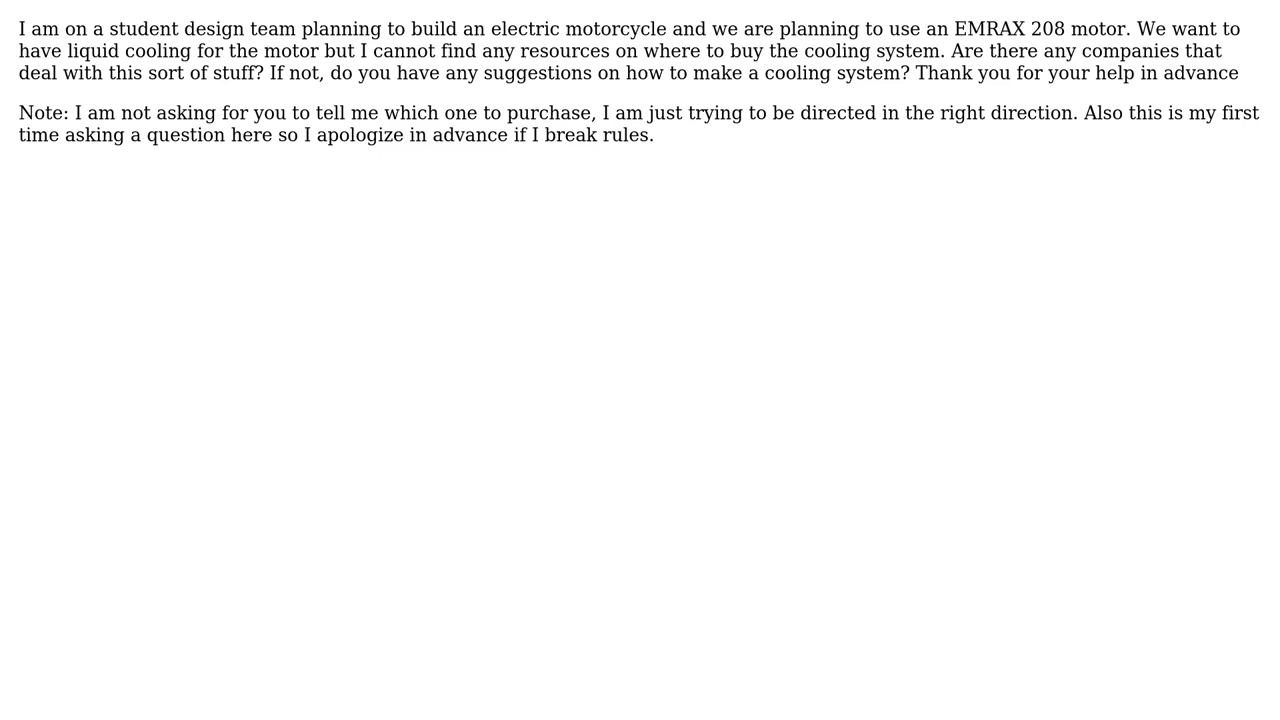 I am on a student design team planning to build an electric motorcycle and we are planning to use an EMRAX 208 motor. We want to
have liquid cooling for the motor but I cannot find any resources on where to buy the cooling system. Are there any companies that
deal with this sort of stuff? If not, do you have any suggestions on how to make a cooling system? Thank you for your help in advance
Note: I am not asking for you to tell me which one to purchase, I am just trying to be directed in the right direction. Also this is my first
time asking a question here so I apologize in advance if I break rules.